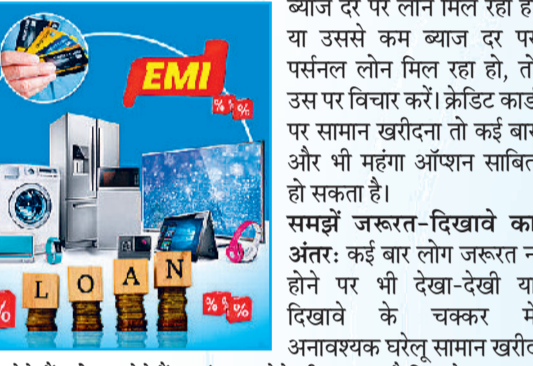 EMI
% % %
LOAN
%
% %
ब्याज दर पर लोन मिल रहा है
या उससे कम ब्याज दर पर
पर्सनल लोन मिल रहा हो, तो
उस पर विचार करें। क्रेडिट कार्ड
पर सामान खरीदना तो कई बार
और भी महंगा ऑप्शन साबित
हो सकता है।
समझें जरूरत-दिखावे का
अंतर: कई बार लोग जरूरत न
होने पर भी देखा-देखी या
दिखावे के चक्कर में
अनावश्यक घरेलू सामान खरीद